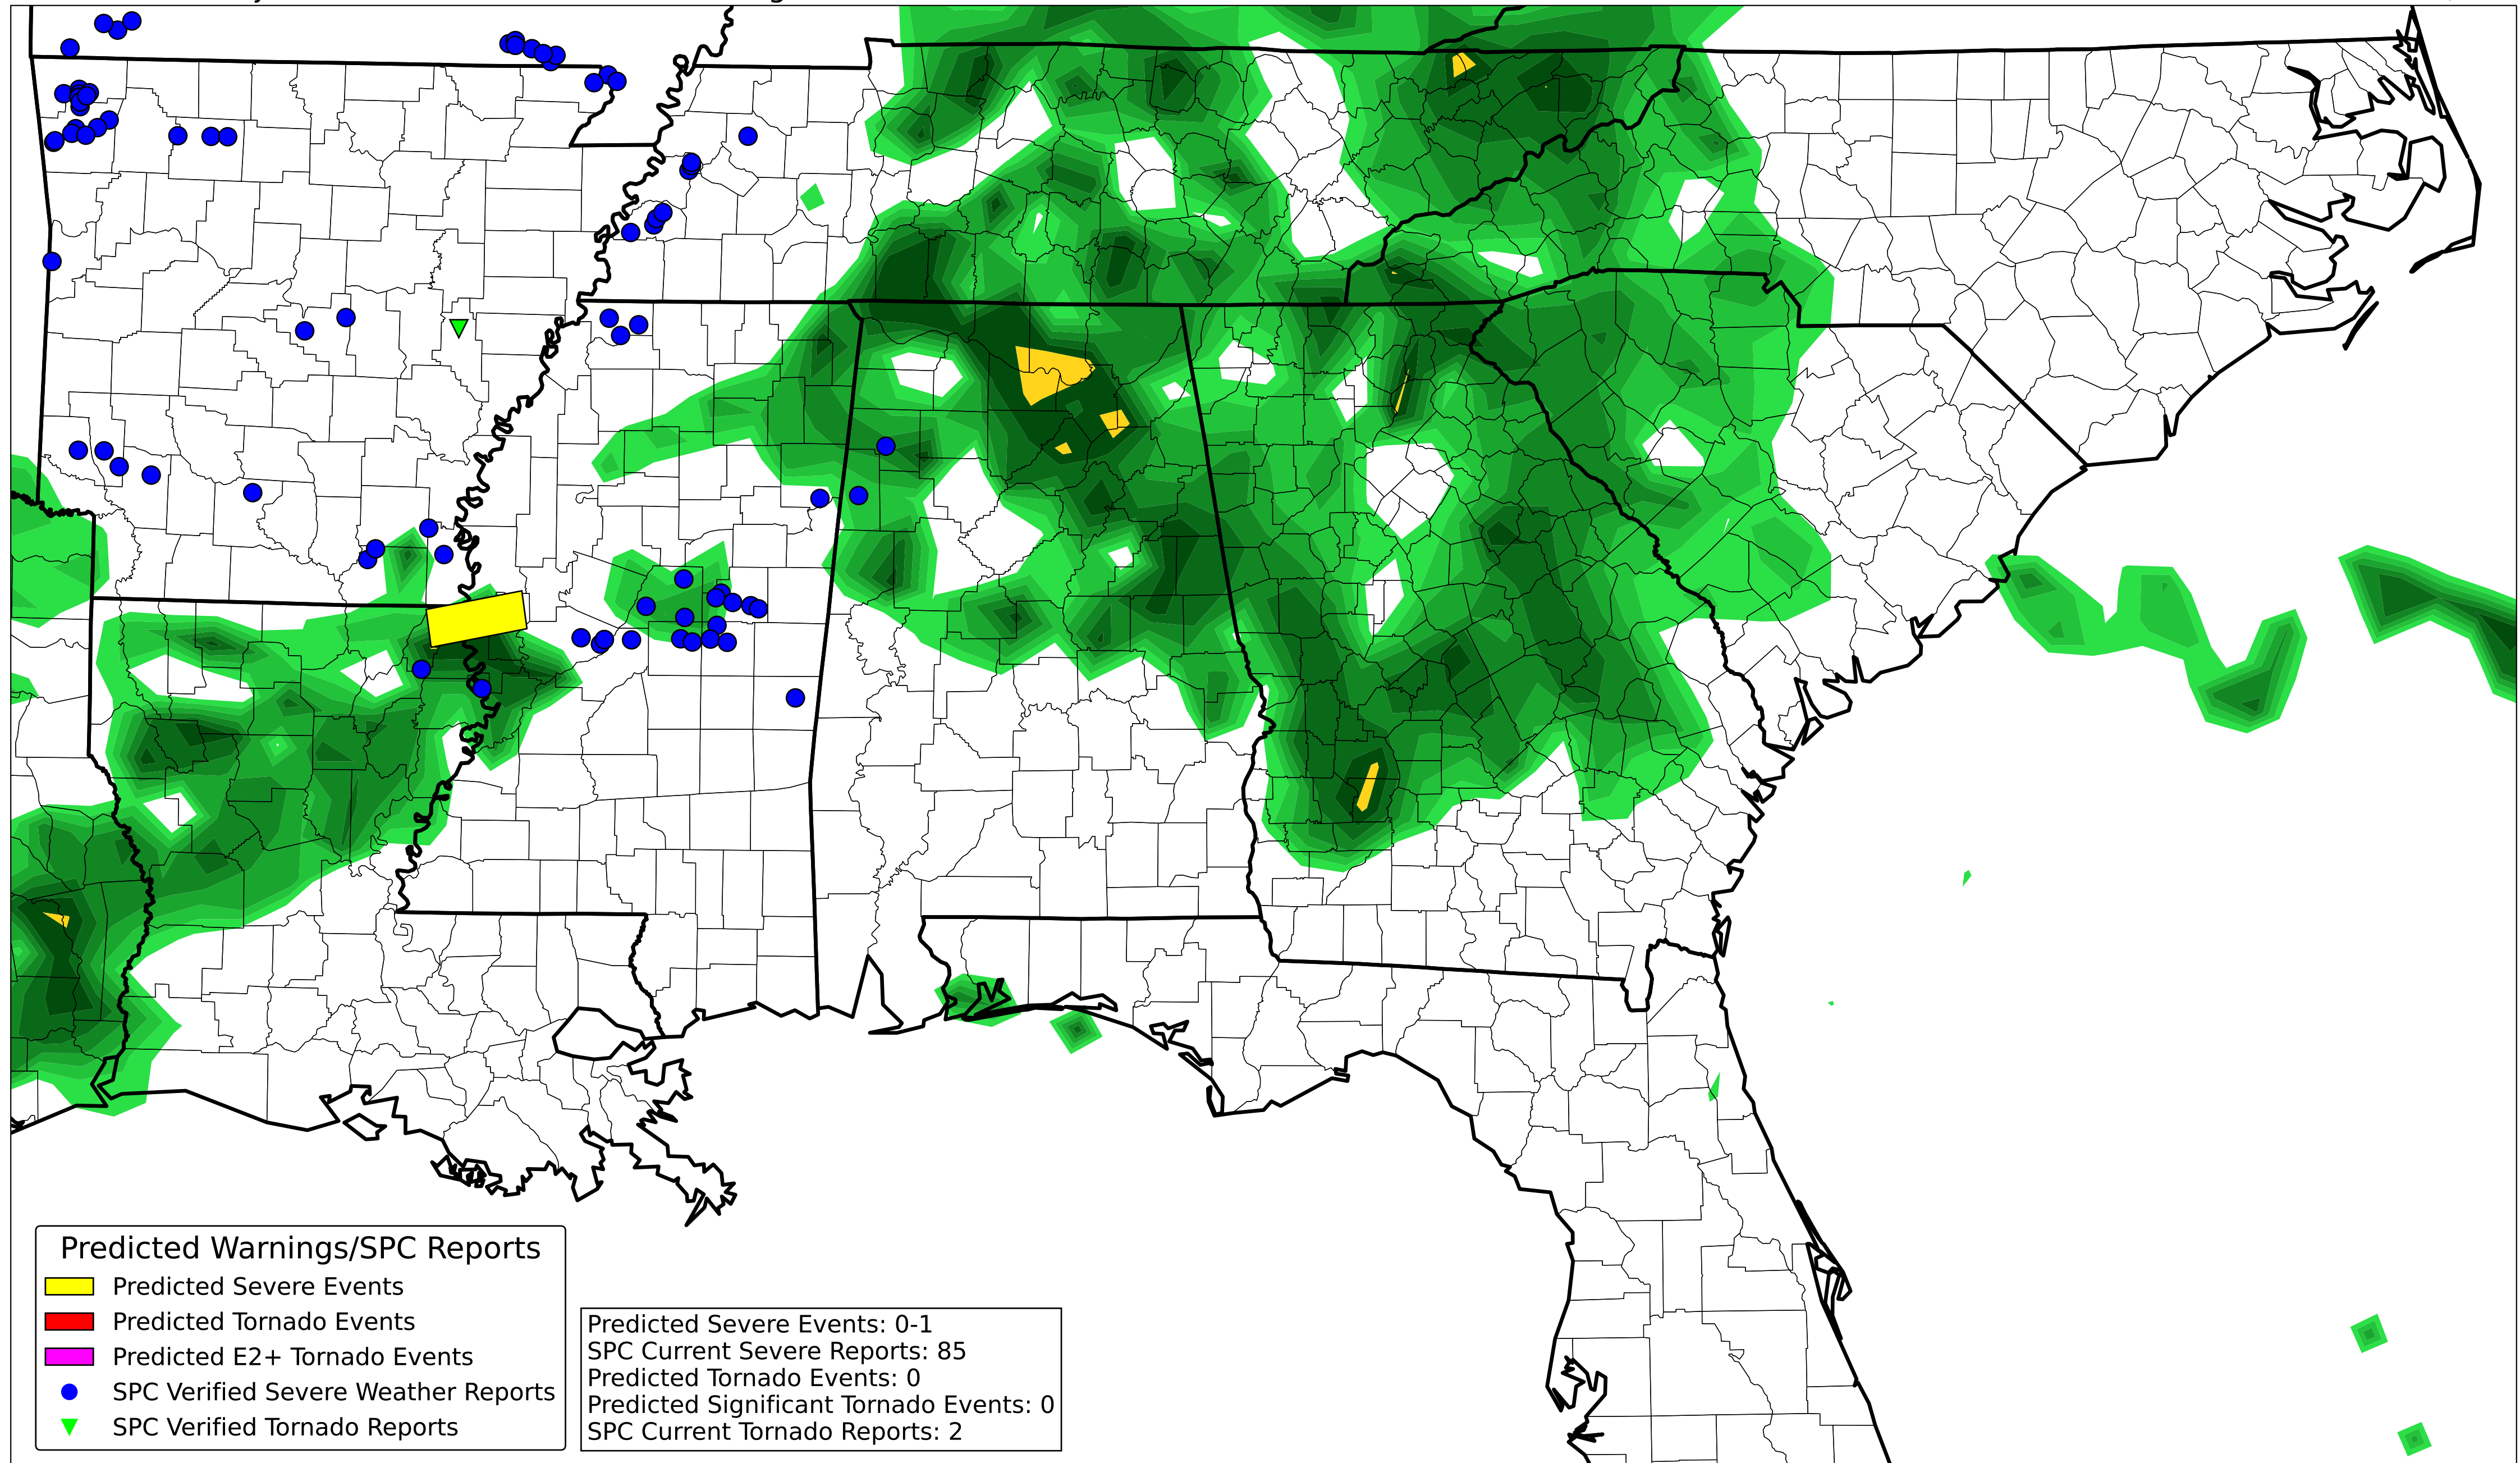 Predicted Warnings/SPC Reports
Predicted Severe Events
Predicted Tornado Events
Predicted E2+ Tornado Events
SPC Verified Severe Weather Reports
SPC Verified Tornado Reports
Predicted Severe Events: 0-1
SPC Current Severe Reports: 85
Predicted Tornado Events: 0
Predicted Significant Tornado Events: 0
SPC Current Tornado Reports: 2